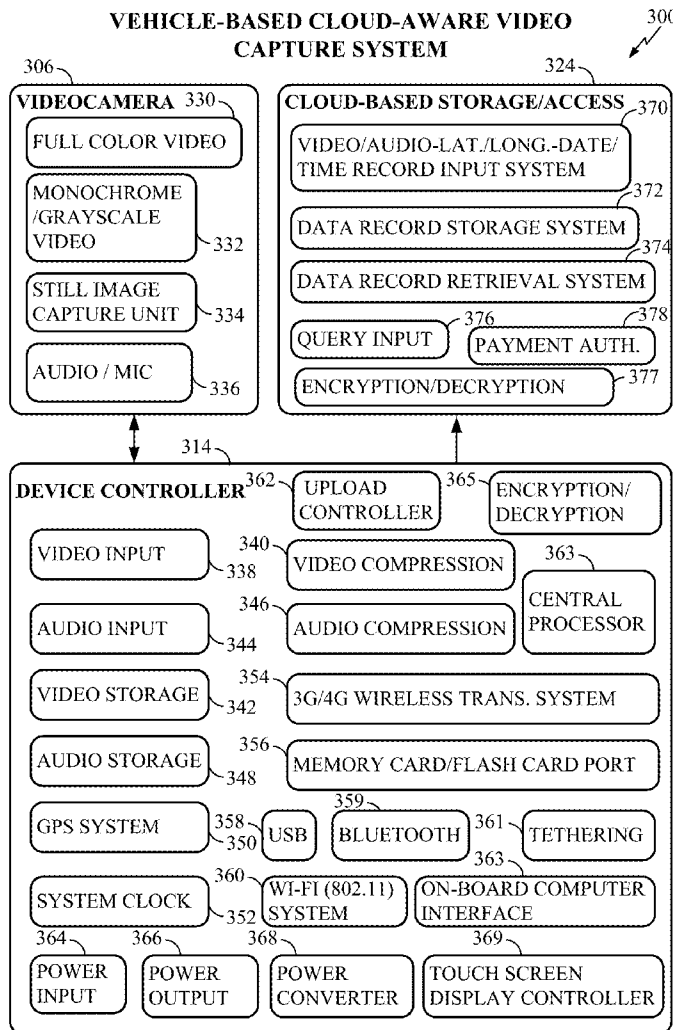 VEHICLE-BASED CLOUD-AWARE VIDEO
CAPTURE SYSTEM
300
306
VIDEOCAMERA
330
FULL COLOR VIDEO
MONOCHROME
/GRAYSCALE
VIDEO
332
STILL IMAGE
CAPTURE UNIT
334
AUDIO / MIC
336
324
CLOUD-BASED STORAGE/ACCESS
370
VIDEO/AUDIO-LAT./LONG.-DATE/
TIME RECORD INPUT SYSTEM
372
DATA RECORD STORAGE SYSTEM
374
DATA RECORD RETRIEVAL SYSTEM
QUERY INPUT
376
378
PAYMENT AUTH.
ENCRYPTION/DECRYPTION
377
314
DEVICE CONTROLLER
362
UPLOAD
CONTROLLER
365
ENCRYPTION/
DECRYPTION
VIDEO INPUT
338
340
VIDEO COMPRESSION
363
CENTRAL
PROCESSOR
AUDIO INPUT
344
346
AUDIO COMPRESSION
VIDEO STORAGE
342
354
3G/4G WIRELESS TRANS. SYSTEM
AUDIO STORAGE
348
356
MEMORY CARD/FLASH CARD PORT
GPS SYSTEM
350
358
USB
359
BLUETOOTH
361
TETHERING
SYSTEM CLOCK
352
360
WI-FI (802.11)
SYSTEM
363
ON-BOARD COMPUTER
INTERFACE
364
POWER
INPUT
366
POWER
OUTPUT
368
POWER
CONVERTER
369
TOUCH SCREEN
DISPLAY CONTROLLER